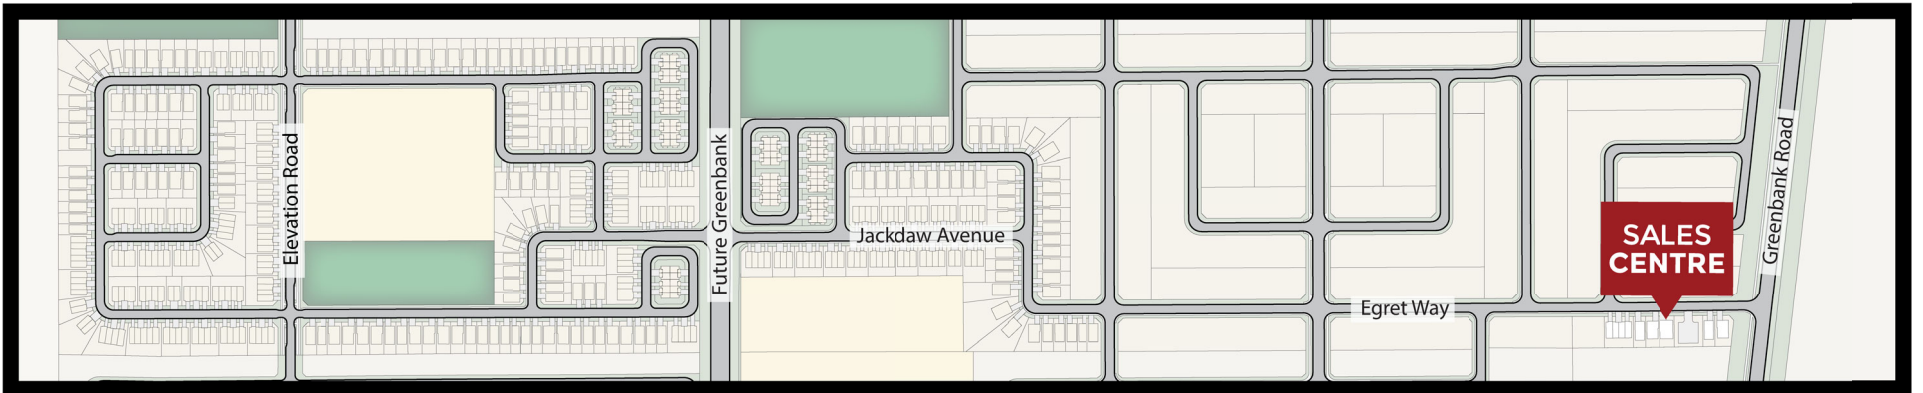 Elevation Road
Future Greenbank
Jackdaw Avenue
Egret Way
SALES
CENTRE
Greenbank Road